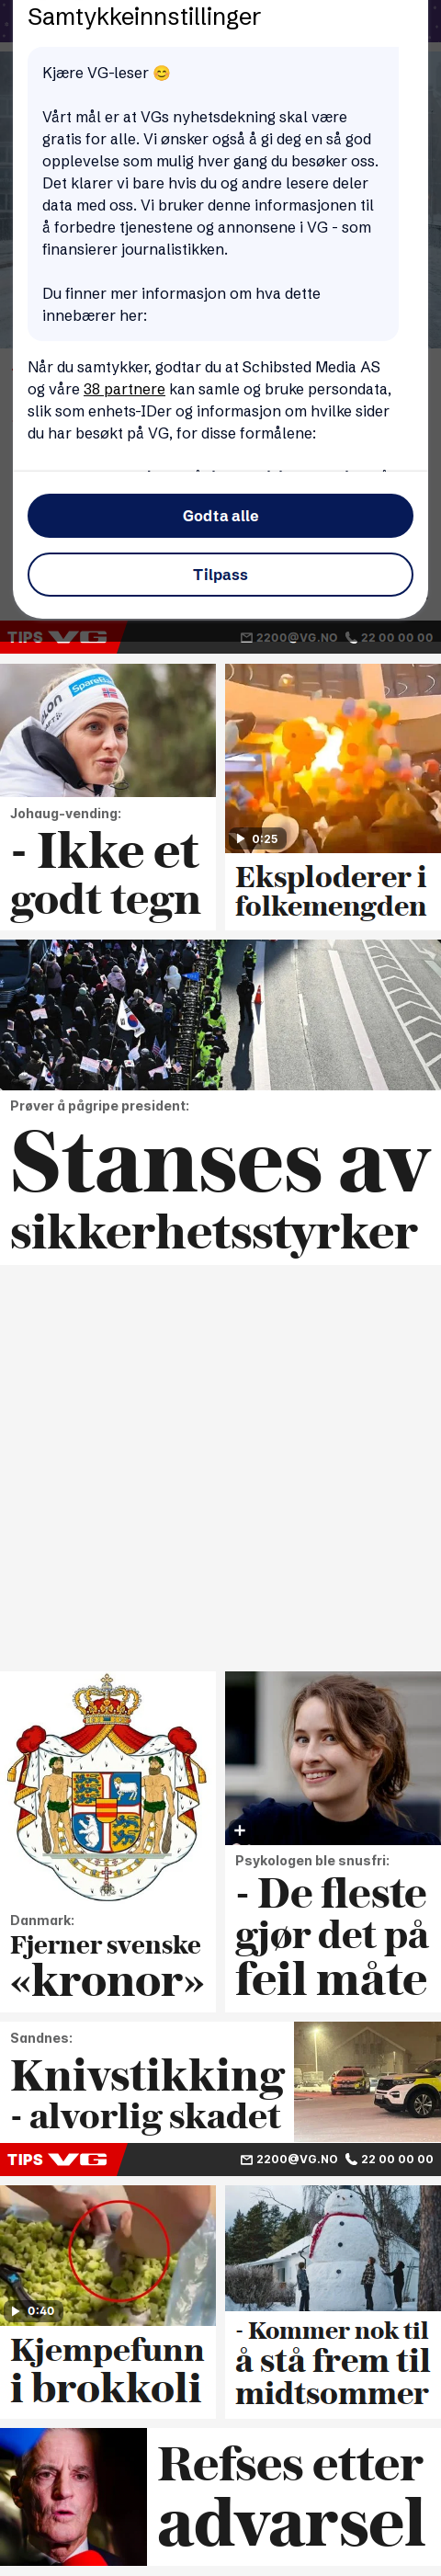 Samtykkeinnstillinger
Kjære VG-leser 😊
Vårt mål er at VGs nyhetsdekning skal være
gratis for alle. Vi ønsker også å gi deg en så god
opplevelse som mulig hver gang du besøker oss.
Det klarer vi bare hvis du og andre lesere deler
data med oss. Vi bruker denne informasjonen til
å forbedre tjenestene og annonsene i VG - som
finansierer journalistikken.
Du finner mer informasjon om hva dette
innebærer her:
Når du samtykker, godtar du at Schibsted Media AS
og våre 38 partnere kan samle og bruke persondata,
slik som enhets-IDer og informasjon om hvilke sider
du har besøkt på VG, for disse formålene:
Godta alle
Tilpass
TIPS VG 2200@VG.NO 22 00 00 00
Johaug-vending:
- Ikke et
godt tegn
0:25
Eksploderer i
folkemengden
Prøver å pågripe president:
Stanses av
sikkerhetsstyrker
Danmark:
Fjerner svenske
«kronor»
Psykologen ble snusfri:
- De fleste
gjør det på
feil måte
Sandnes:
Knivstikking
- alvorlig skadet
TIPS VG 2200@VG.NO 22 00 00 00
0:40
Kjempefunn
i brokkoli
- Kommer nok til
å stå frem til
midtsommer
Refses etter
advarsel